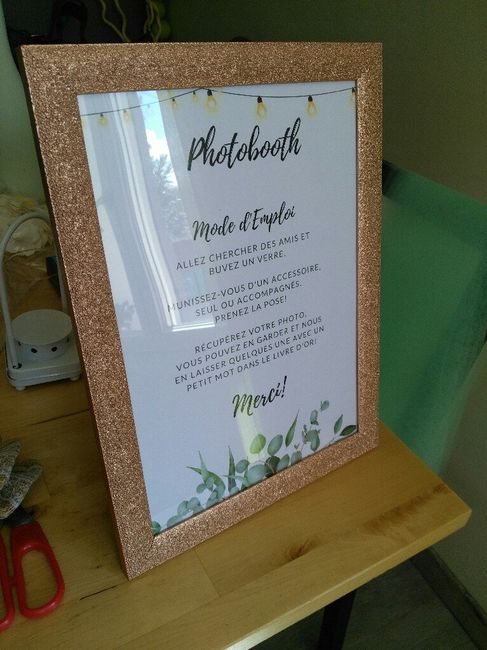 Photobooth
Mode d'Emploi
ALLEZ CHERCHER DES AMIS ET
BUVEZ UN VERRE.
MUNISSEZ-VOUS D'UN ACCESSOIRE,
SEUL OU ACCOMPAGNÉS,
PRENEZ LA POSE!
RÉCUPÉREZ VOTRE PHOTO,
VOUS POUVEZ EN GARDER ET NOUS
EN LAISSER QUELQUES UNE AVEC UN
PETIT MOT DANS LE LIVRE D'OR!
Merci!